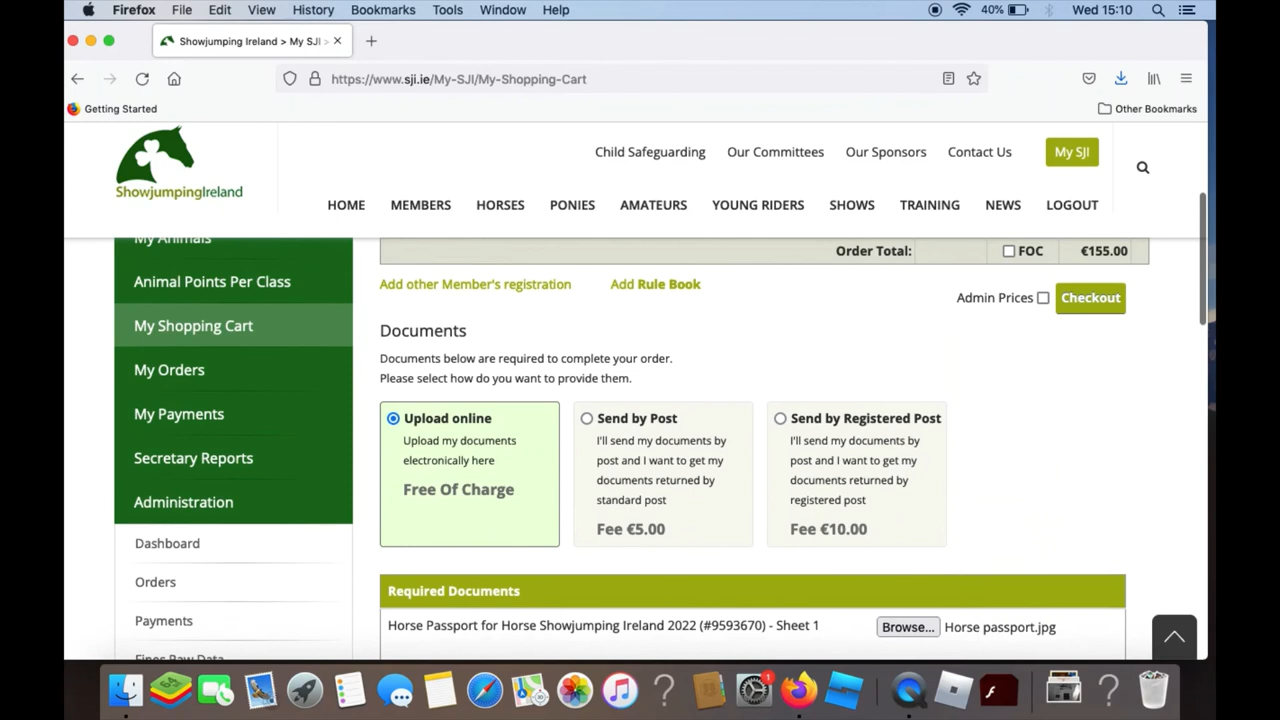 Firefox File Edit View History Bookmarks Tools Window Help 40% Wed 15:10
Showjumping Ireland > My SJI >
https://www.sji.ie/My-SJI/My-Shopping-Cart
Getting Started Other Bookmarks
ShowjumpingIreland
Child Safeguarding Our Committees Our Sponsors Contact Us My SJI
HOME MEMBERS HORSES PONIES AMATEURS YOUNG RIDERS SHOWS TRAINING NEWS LOGOUT
My Animals
Animal Points Per Class
My Shopping Cart
My Orders
My Payments
Secretary Reports
Administration
Dashboard
Orders
Payments
Fines Raw Data
Order Total: FOC €155.00
Add other Member's registration Add Rule Book
Admin Prices Checkout
Documents
Documents below are required to complete your order.
Please select how do you want to provide them.
Upload online
Upload my documents
electronically here
Free Of Charge
Send by Post
I'll send my documents by
post and I want to get my
documents returned by
standard post
Fee €5.00
Send by Registered Post
I'll send my documents by
post and I want to get my
documents returned by
registered post
Fee €10.00
Required Documents
Horse Passport for Horse Showjumping Ireland 2022 (#9593670) - Sheet 1 Browse... Horse passport.jpg
1